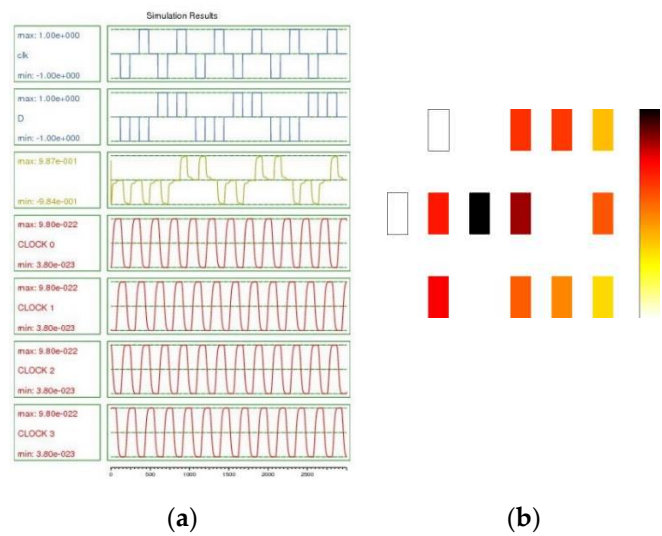 Simulation Results
max: 1.00e+000
clk
min: -1.00e+000
max: 1.00e+000
D
min: -1.00e+000
max: 9.87e-001
min: -9.84e-001
max: 9.80e-022
CLOCK 0
min: 3.80e-023
max: 9.80e-022
CLOCK 1
min: 3.80e-023
max: 9.80e-022
CLOCK 2
min: 3.80e-023
max: 9.80e-022
CLOCK 3
min: 3.80e-023
0 500 1000 1500 2000 2500
(a) (b)